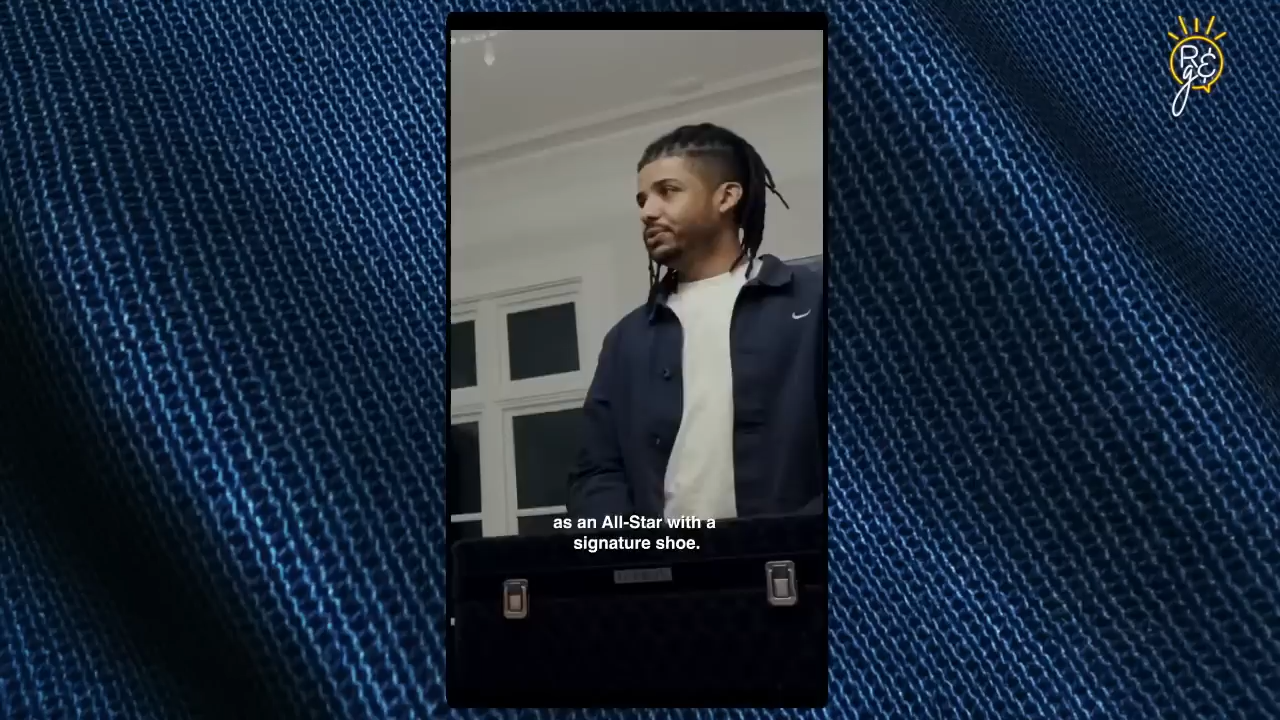 R&
g
as an All-Star with a
signature shoe.